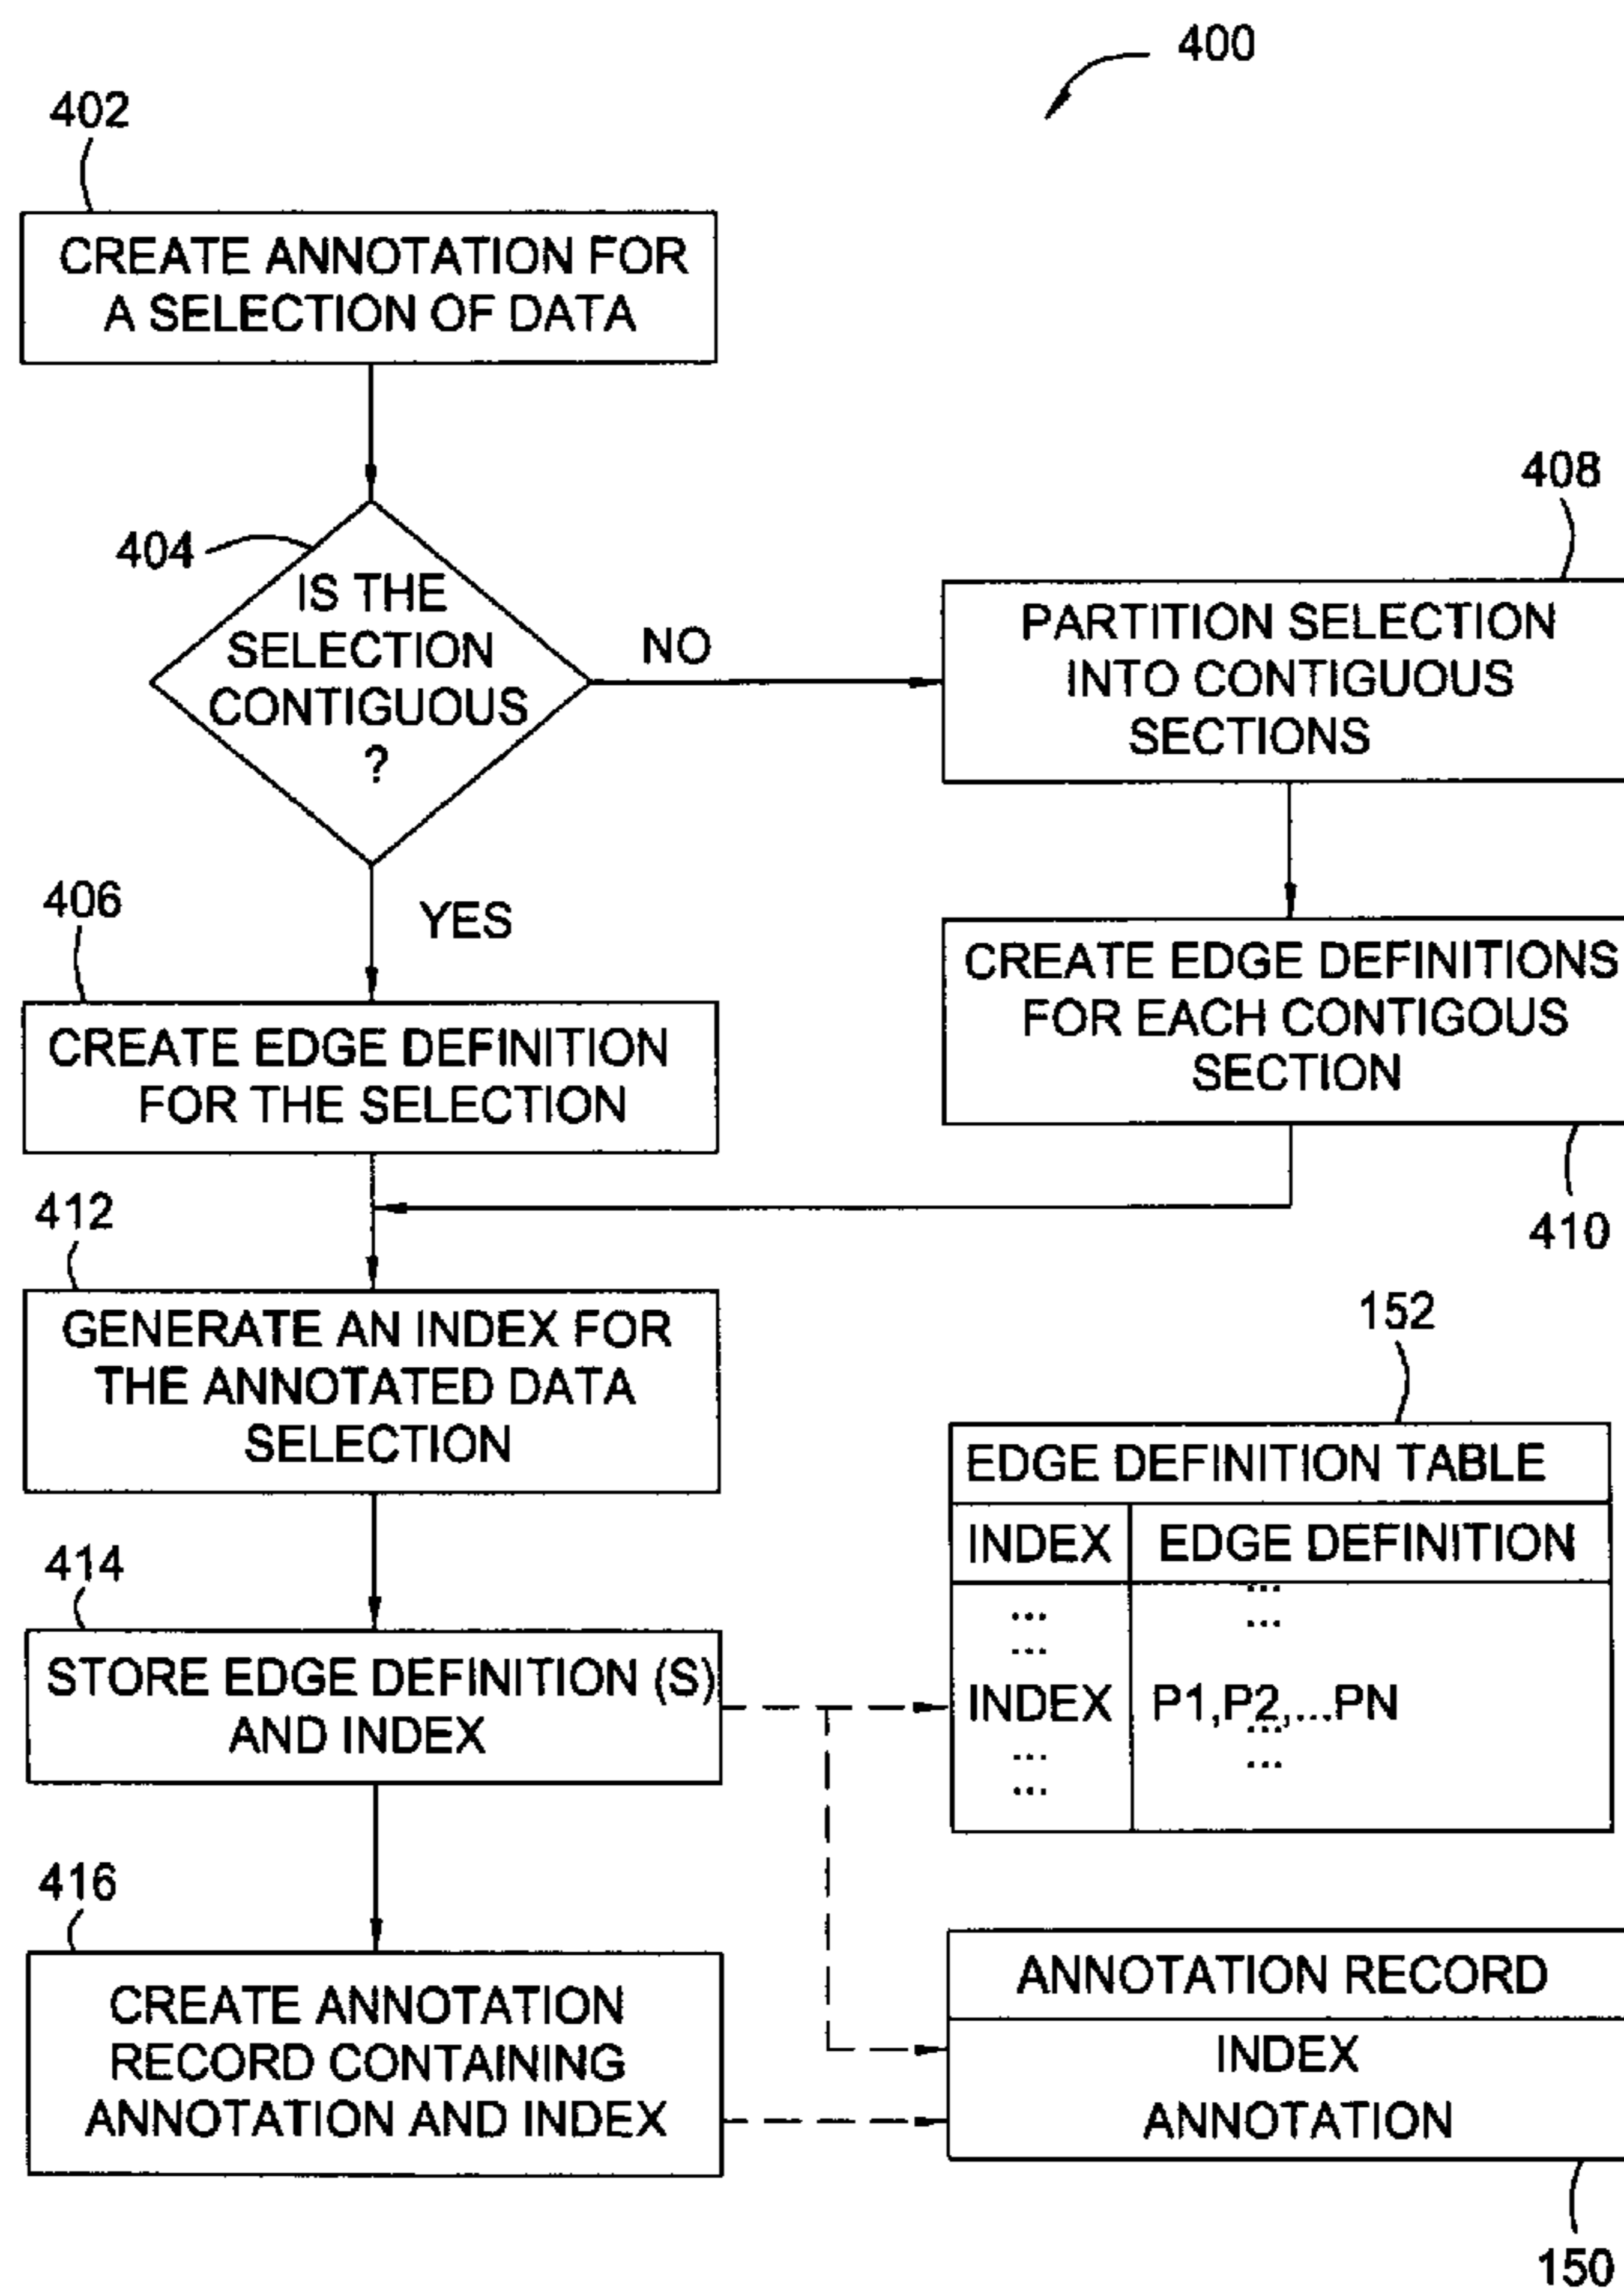 400
402
CREATE ANNOTATION FOR
A SELECTION OF DATA
404
IS THE
SELECTION
CONTIGUOUS
?
NO
YES
408
PARTITION SELECTION
INTO CONTIGUOUS
SECTIONS
406
CREATE EDGE DEFINITION
FOR THE SELECTION
CREATE EDGE DEFINITIONS
FOR EACH CONTIGOUS
SECTION
410
412
GENERATE AN INDEX FOR
THE ANNOTATED DATA
SELECTION
152
EDGE DEFINITION TABLE
INDEX EDGE DEFINITION
... ...
... ...
INDEX P1,P2,...PN
... ...
... ...
414
STORE EDGE DEFINITION (S)
AND INDEX
416
CREATE ANNOTATION
RECORD CONTAINING
ANNOTATION AND INDEX
ANNOTATION RECORD
INDEX
ANNOTATION
150